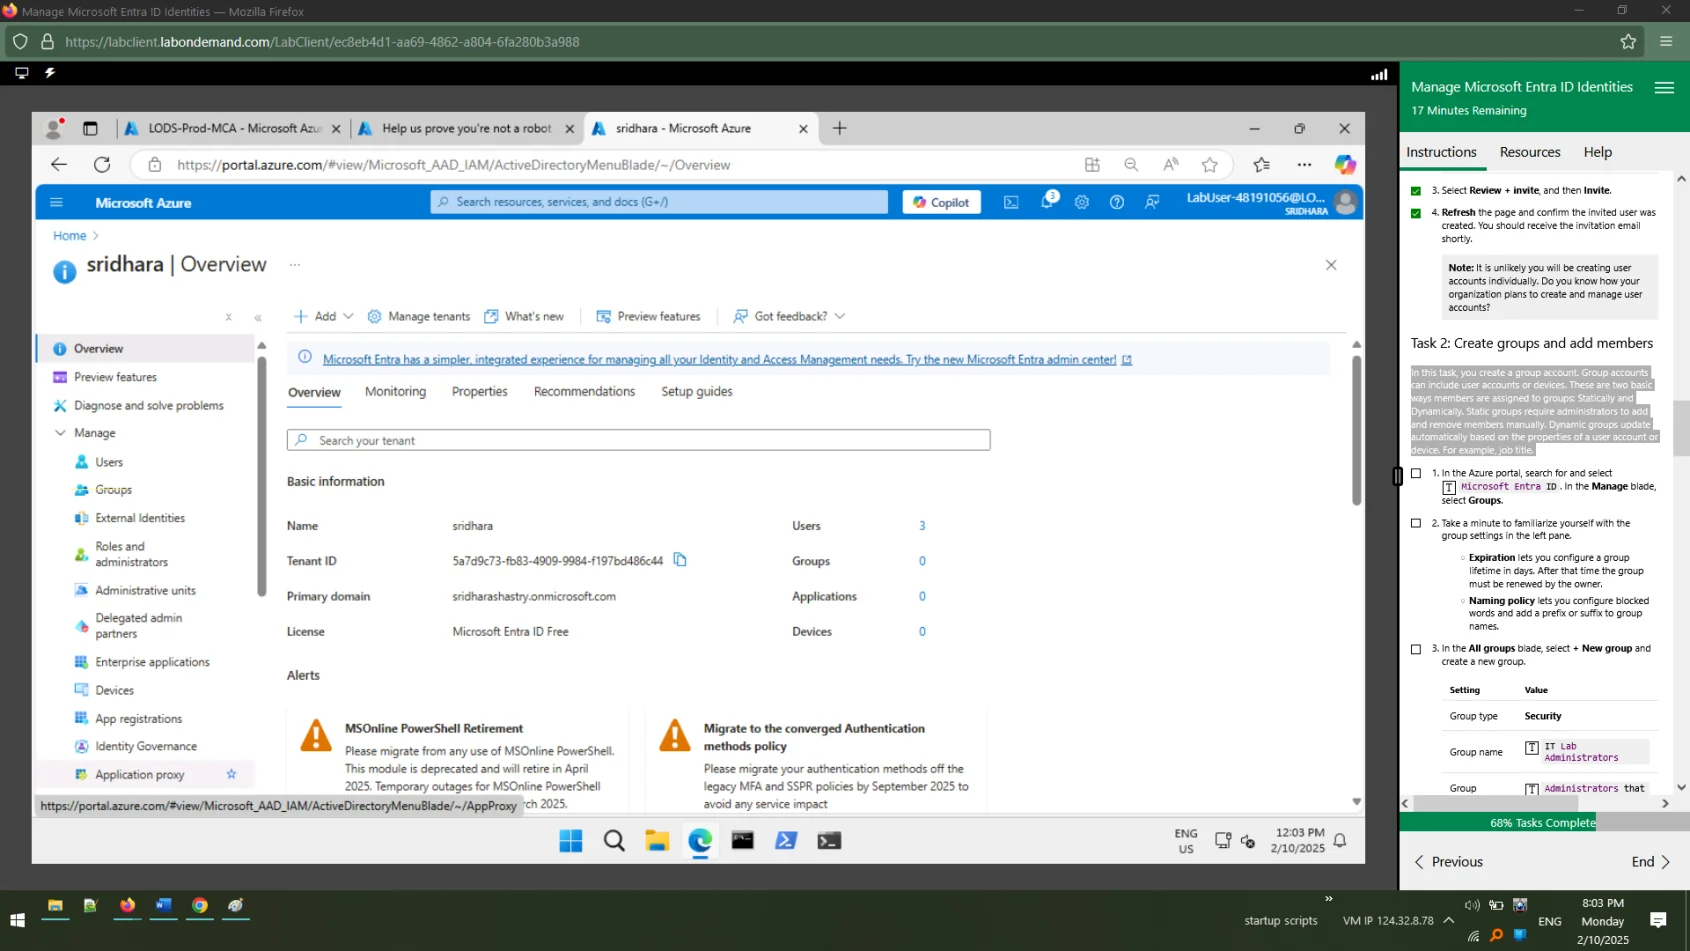 Manage Microsoft Entra ID Identities — Mozilla Firefox
https://labclient.labondemand.com/LabClient/ec8eb4d1-aa69-4862-a804-6fa280b3a988
LODS-Prod-MCA - Microsoft Azu
Help us prove you're not a robot
sridhara - Microsoft Azure
https://portal.azure.com/#view/Microsoft_AAD_IAM/ActiveDirectoryMenuBlade/~/Overview
Microsoft Azure
Search resources, services, and docs (G+/)
Copilot
3
LabUser-48191056@LO...
SRIDHARA
Home
sridhara | Overview
Add
Manage tenants
What's new
Preview features
Got feedback?
Overview
Preview features
Diagnose and solve problems
Manage
Users
Groups
External Identities
Roles and
administrators
Administrative units
Delegated admin
partners
Enterprise applications
Devices
App registrations
Identity Governance
Application proxy
https://portal.azure.com/#view/Microsoft_AAD_IAM/ActiveDirectoryMenuBlade/~/AppProxy
Microsoft Entra has a simpler, integrated experience for managing all your Identity and Access Management needs. Try the new Microsoft Entra admin center!
Overview Monitoring Properties Recommendations Setup guides
Search your tenant
Basic information
Name sridhara Users 3
Tenant ID 5a7d9c73-fb83-4909-9984-f197bd486c44 Groups 0
Primary domain sridharashastry.onmicrosoft.com Applications 0
License Microsoft Entra ID Free Devices 0
Alerts
MSOnline PowerShell Retirement
Please migrate from any use of MSOnline PowerShell.
This module is deprecated and will retire in April
2025. Temporary outages for MSOnline PowerShell
rch 2025.
Migrate to the converged Authentication
methods policy
Please migrate your authentication methods off the
legacy MFA and SSPR policies by September 2025 to
avoid any service impact
ENG
US
12:03 PM
2/10/2025
Manage Microsoft Entra ID Identities
17 Minutes Remaining
Instructions Resources Help
3. Select Review + invite, and then Invite.
4. Refresh the page and confirm the invited user was
created. You should receive the invitation email
shortly.
Note: It is unlikely you will be creating user
accounts individually. Do you know how your
organization plans to create and manage user
accounts?
Task 2: Create groups and add members
In this task, you create a group account. Group accounts
can include user accounts or devices. These are two basic
ways members are assigned to groups: Statically and
Dynamically. Static groups require administrators to add
and remove members manually. Dynamic groups update
automatically based on the properties of a user account or
device. For example, job title.
1. In the Azure portal, search for and select
T Microsoft Entra ID. In the Manage blade,
select Groups.
2. Take a minute to familiarize yourself with the
group settings in the left pane.
Expiration lets you configure a group
lifetime in days. After that time the group
must be renewed by the owner.
Naming policy lets you configure blocked
words and add a prefix or suffix to group
names.
3. In the All groups blade, select + New group and
create a new group.
Setting Value
Group type Security
Group name T IT Lab
Administrators
Group T Administrators that
68% Tasks Complete
Previous
End
startup scripts
VM IP 124.32.8.78
ENG
8:03 PM
Monday
2/10/2025